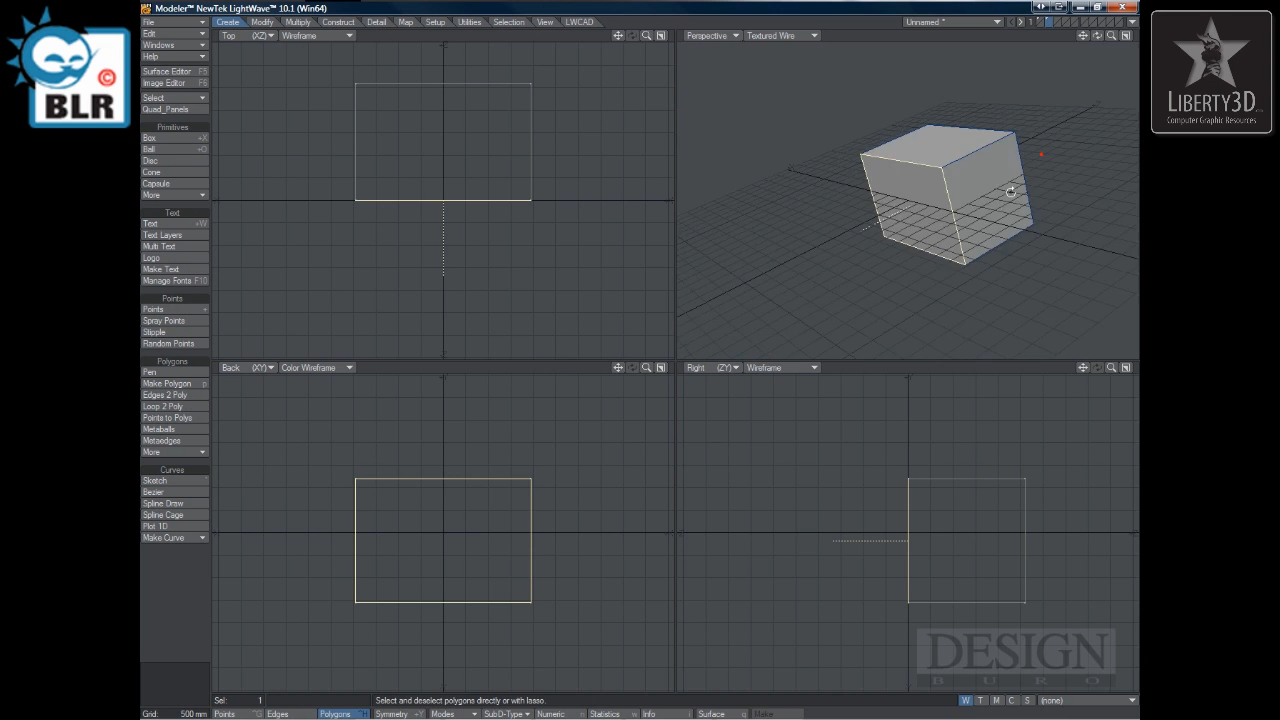 Modeler™ NewTek LightWave™ 10.1 (Win64)
File
Edit
Windows
Help
Surface Editor F5
Image Editor F6
Select
Quad_Panels
Primitives
Box +X
Ball +O
Disc
Cone
Capsule
More
Text
Text +W
Text Layers
Multi Text
Logo
Make Text
Manage Fonts F10
Points
Points +
Spray Points
Stipple
Random Points
Polygons
Pen
Make Polygon p
Edges 2 Poly
Loop 2 Poly
Points to Polys
Metaballs
Metaedges
More
Curves
Sketch
Bezier
Spline Draw
Spline Cage
Plot 1D
Make Curve
Create Modify Multiply Construct Detail Map Setup Utilities Selection View LWCAD
Unnamed *
1
Top (XZ) Wireframe
Perspective Textured Wire
Back (XY) Color Wireframe
Right (ZY) Wireframe
Sel: 1
Select and deselect polygons directly or with lasso.
W T M C S (none)
Grid: 500 mm
Points ^G Edges Polygons ^H Symmetry +Y Modes SubD-Type Numeric n Statistics w Info i Surface q Make
BLR
©
LIBERTY3D
Computer Graphic Resources
DESIGN
BURO